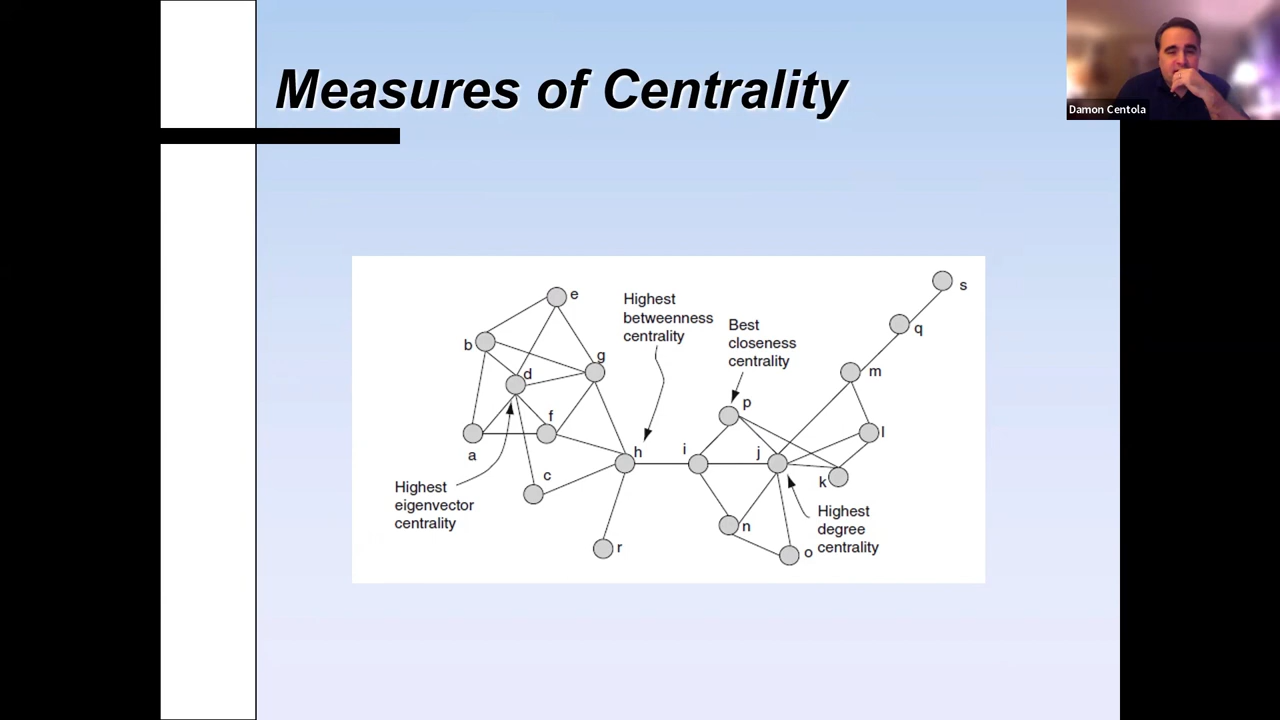 Measures of Centrality
Damon Centola
Highest
betweenness
centrality
Best
closeness
centrality
Highest
eigenvector
centrality
Highest
degree
centrality
e
b
g
d
f
a
c
h
r
i
p
j
n
o
k
l
m
q
s